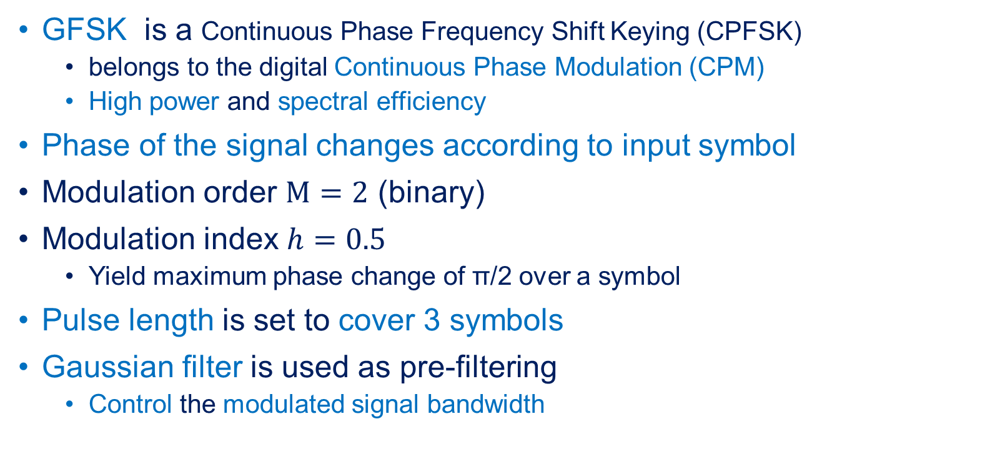 • GFSK is a Continuous Phase Frequency Shift Keying (CPFSK)
• belongs to the digital Continuous Phase Modulation (CPM)
• High power and spectral efficiency
• Phase of the signal changes according to input symbol
• Modulation order M = 2 (binary)
• Modulation index ℎ = 0.5
• Yield maximum phase change of π/2 over a symbol
• Pulse length is set to cover 3 symbols
• Gaussian filter is used as pre-filtering
• Control the modulated signal bandwidth